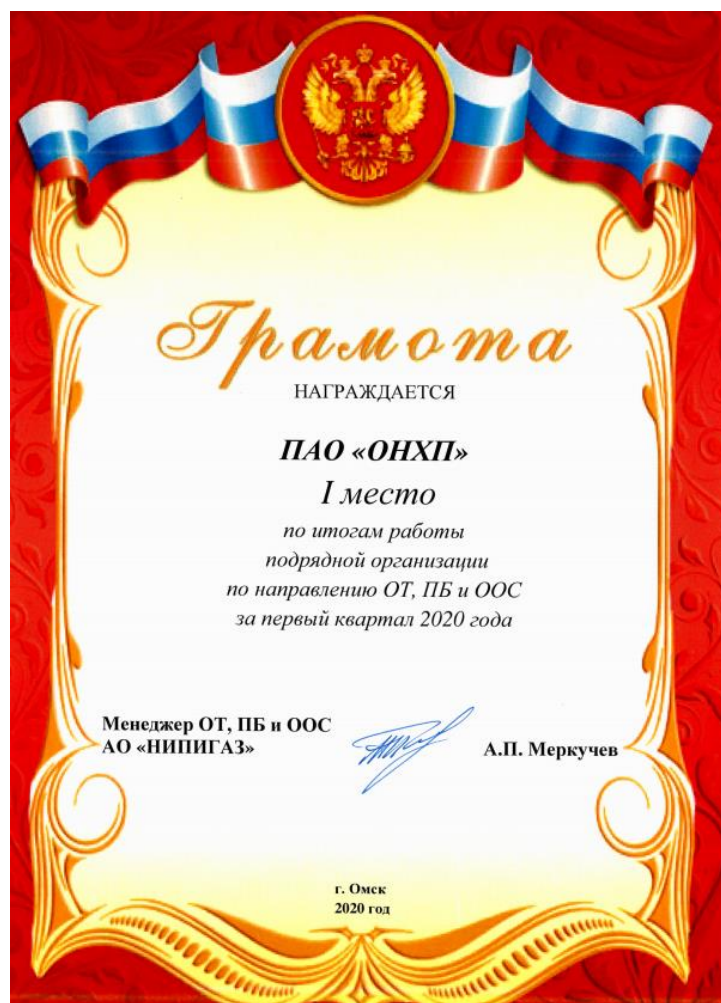 Грамота
НАГРАЖДАЕТСЯ
ПАО «ОНХП»
I место
по итогам работы
подрядной организации
по направлению ОТ, ПБ и ООС
за первый квартал 2020 года
Менеджер ОТ, ПБ и ООС
АО «НИПИГАЗ»
А.П. Меркучев
г. Омск
2020 год